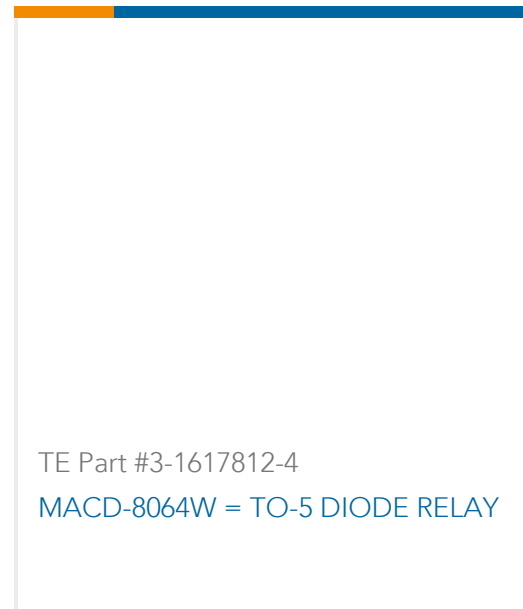 TE Part #3-1617812-4
MACD-8064W = TO-5 DIODE RELAY